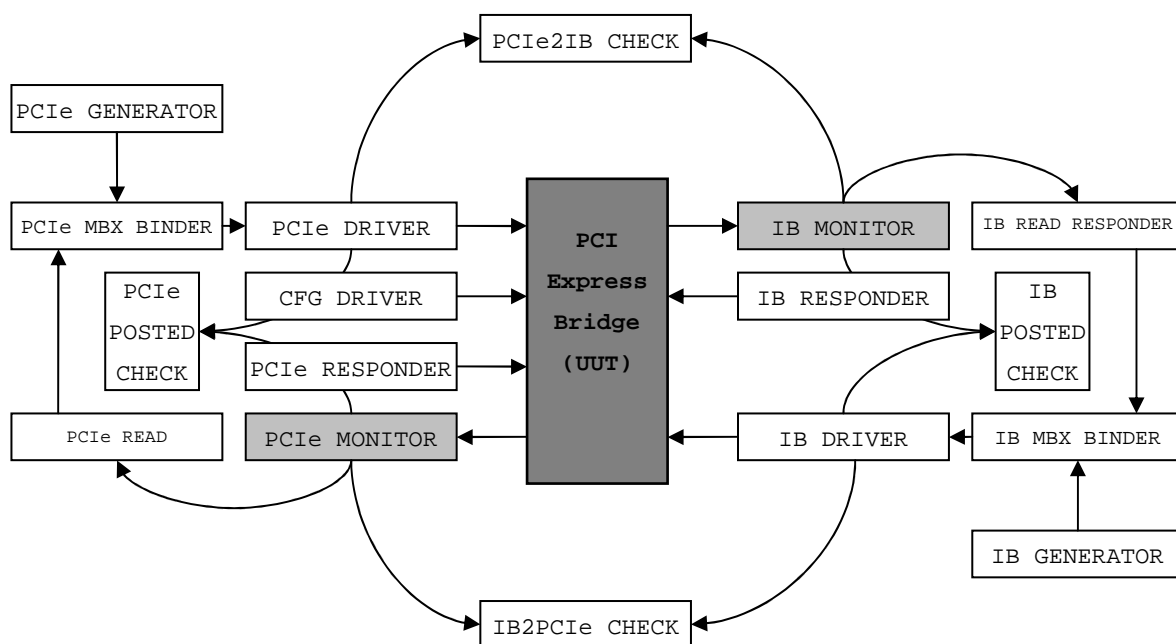 PCIe2IB CHECK
PCIe GENERATOR
PCIe MBX BINDER
PCIe DRIVER
IB MONITOR
IB READ RESPONDER
PCI
Express
Bridge
(UUT)
PCIe
POSTED
CHECK
CFG DRIVER
IB RESPONDER
IB
POSTED
CHECK
PCIe RESPONDER
PCIe READ
PCIe MONITOR
IB DRIVER
IB MBX BINDER
IB GENERATOR
IB2PCIe CHECK